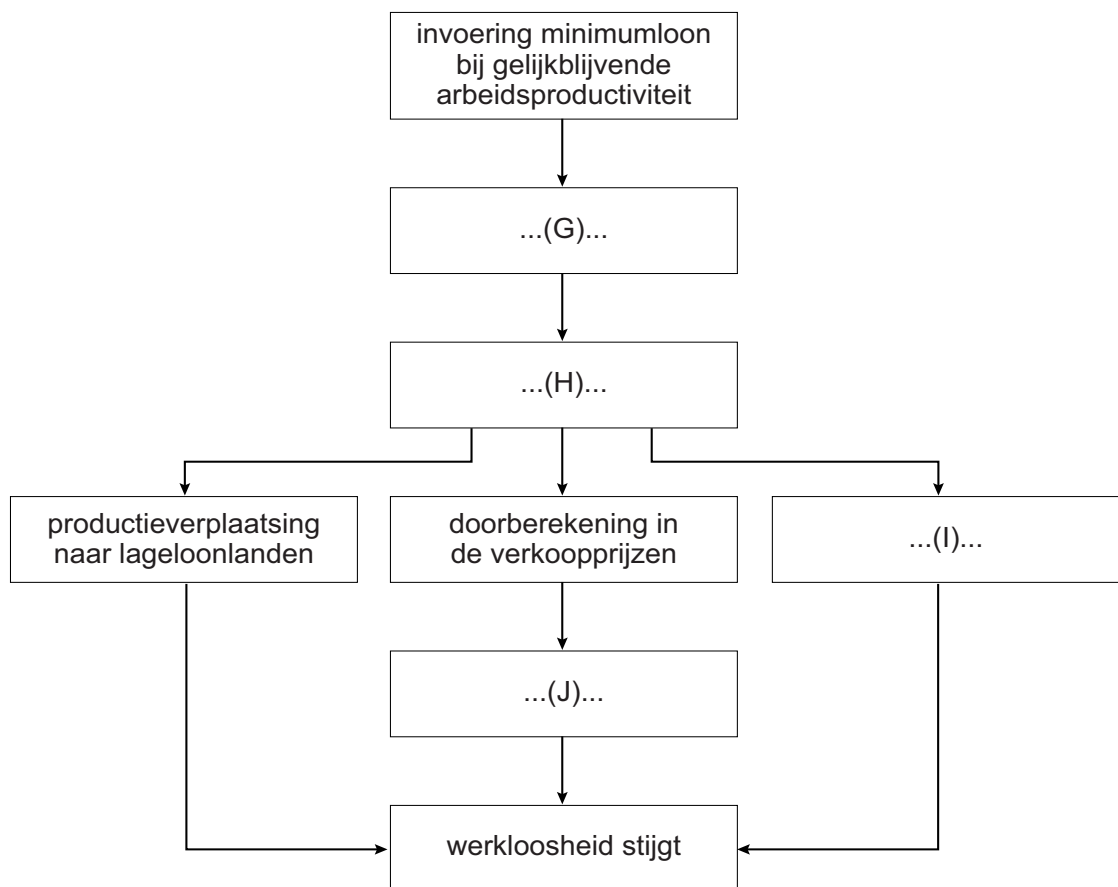 invoering minimumloon
bij gelijkblijvende
arbeidsproductiviteit
...(G)...
...(H)...
productieverplaatsing
naar lageloonlanden
doorberekening in
de verkoopprijzen
...(I)...
...(J)...
werkloosheid stijgt